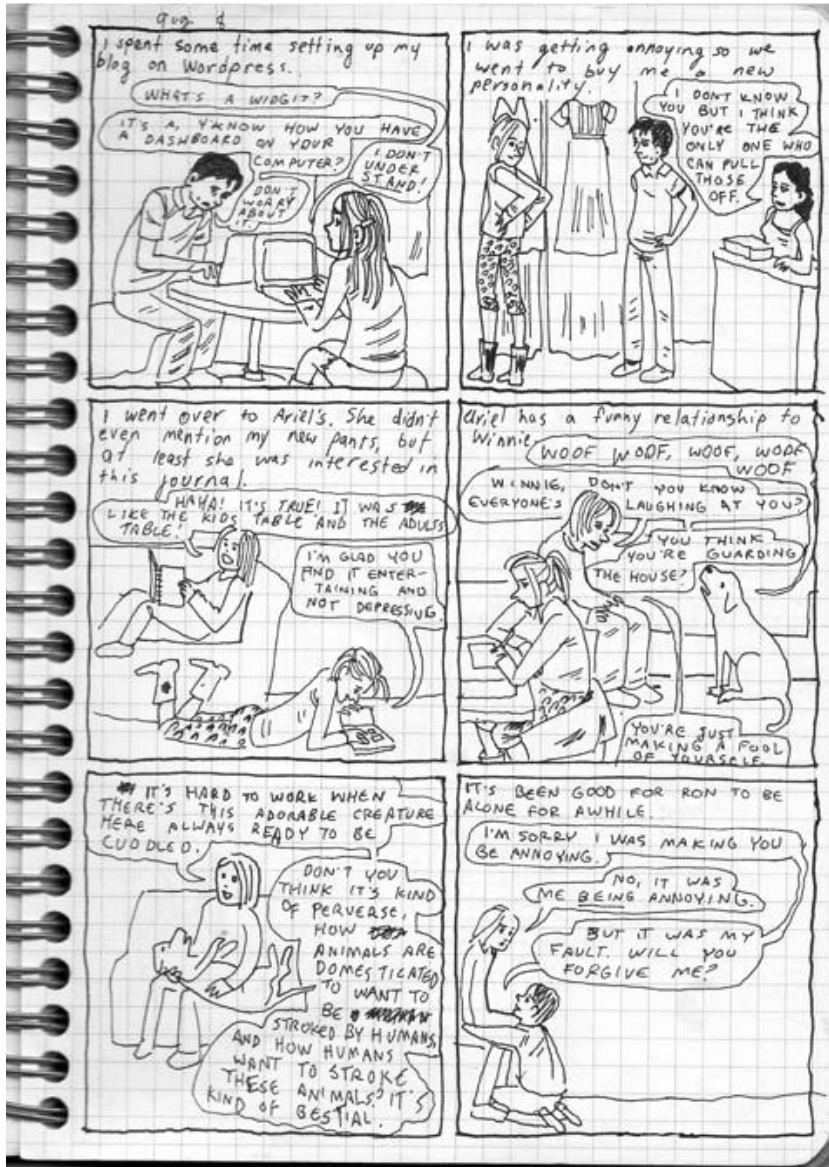 aug 8
I spent some time setting up my
blog on Wordpress.
WHAT'S A WIDGIT?
IT'S A, Y'KNOW HOW YOU HAVE
A DASHBOARD ON YOUR
COMPUTER?
I DON'T
UNDER
STAND!
DON'T
WORRY
ABOUT
IT.
I was getting annoying so we
went to buy me a new
personality.
I DON'T KNOW
YOU BUT I THINK
YOU'RE THE
ONLY ONE WHO
CAN PULL
THOSE
OFF.
I went over to Ariel's. She didn't
even mention my new pants, but
at least she was interested in
this journal.
HAHA! IT'S TRUE! IT WAS
LIKE THE KIDS TABLE AND THE ADULTS
TABLE!
I'M GLAD YOU
FIND IT ENTER-
TAINING AND
NOT DEPRESSING.
Ariel has a funny relationship to
Winnie.
WOOF WOOF, WOOF, WOOF
WOOF
WINNIE, DON'T YOU KNOW
EVERYONE'S LAUGHING AT YOU?
YOU THINK
YOU'RE GUARDING
THE HOUSE?
YOU'RE JUST
MAKING A FOOL
OF YOURSELF.
IT'S HARD TO WORK WHEN
THERE'S THIS ADORABLE CREATURE
HERE ALWAYS READY TO BE
CUDDLED.
DON'T YOU
THINK IT'S KIND
OF PERVERSE,
HOW
ANIMALS ARE
DOMESTICATED
TO WANT TO
BE
STROKED BY HUMANS
AND HOW HUMANS
WANT TO STROKE
THESE ANIMALS? IT'S
KIND OF BESTIAL.
IT'S BEEN GOOD FOR RON TO BE
ALONE FOR AWHILE.
I'M SORRY I WAS MAKING YOU
BE ANNOYING.
NO, IT WAS
ME BEING ANNOYING.
BUT IT WAS MY
FAULT. WILL YOU
FORGIVE ME?